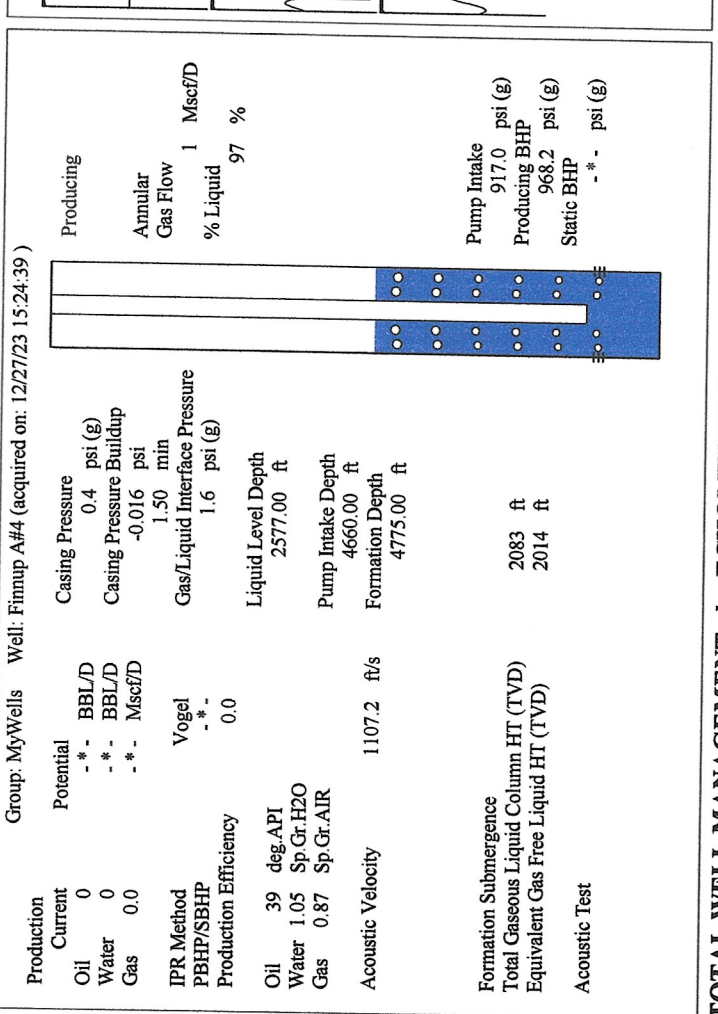 Group: MyWells Well: Finnup A#4 (acquired on: 12/27/23 15:24:39 )
Production
Current Potential
Oil 0 - * - BBL/D
Water 0 - * - BBL/D
Gas 0.0 - * - Mscf/D
IPR Method Vogel
PBHP/SBHP - * -
Production Efficiency 0.0
Oil 39 deg.API
Water 1.05 Sp.Gr.H2O
Gas 0.87 Sp.Gr.AIR
Acoustic Velocity 1107.2 ft/s
Formation Submergence
Total Gaseous Liquid Column HT (TVD) 2083 ft
Equivalent Gas Free Liquid HT (TVD) 2014 ft
Acoustic Test
Casing Pressure
0.4 psi (g)
Casing Pressure Buildup
-0.016 psi
1.50 min
Gas/Liquid Interface Pressure
1.6 psi (g)
Liquid Level Depth
2577.00 ft
Pump Intake Depth
4660.00 ft
Formation Depth
4775.00 ft
Producing
Annular
Gas Flow
1 Mscf/D
% Liquid
97 %
Pump Intake
917.0 psi (g)
Producing BHP
968.2 psi (g)
Static BHP
- * - psi (g)
TOTAL WELL MANAGEMENT